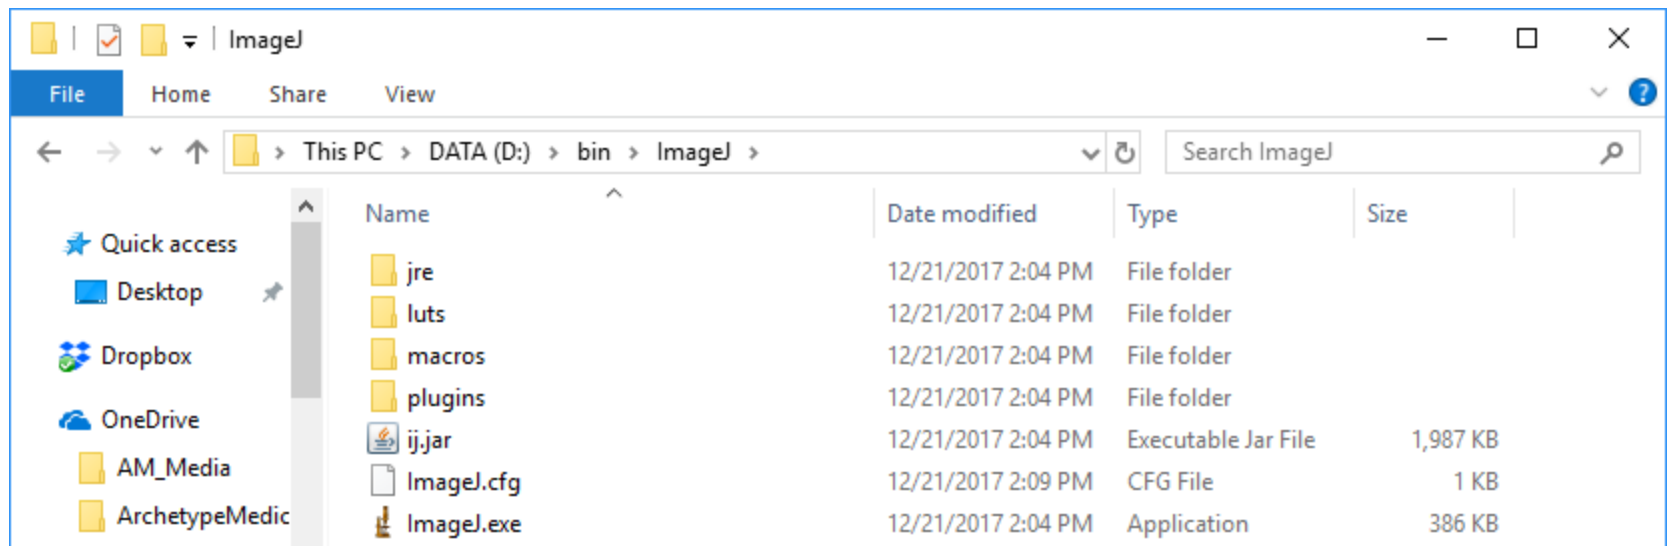 ImageJ
File Home Share View
This PC DATA (D:) bin ImageJ Search ImageJ
Name Date modified Type Size
Quick access
Desktop
Dropbox
OneDrive
AM_Media
ArchetypeMedic
jre 12/21/2017 2:04 PM File folder
luts 12/21/2017 2:04 PM File folder
macros 12/21/2017 2:04 PM File folder
plugins 12/21/2017 2:04 PM File folder
ij.jar 12/21/2017 2:04 PM Executable Jar File 1,987 KB
ImageJ.cfg 12/21/2017 2:09 PM CFG File 1 KB
ImageJ.exe 12/21/2017 2:04 PM Application 386 KB